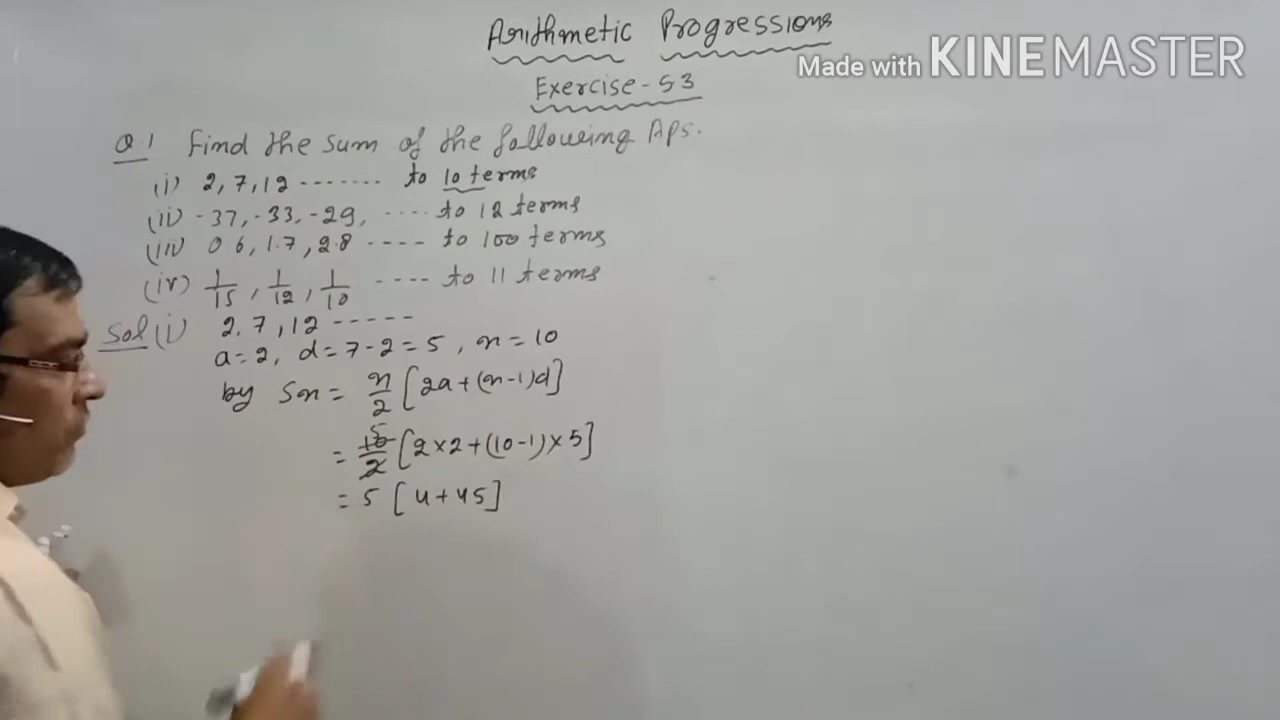 Arithmetic Progressions
Made with KINEMASTER
Exercise - 5.3
Q.1 Find the sum of the following APs.
(i) 2, 7, 12 ------- to 10 terms
(ii) -37, -33, -29, ---- to 12 terms
(iii) 0.6, 1.7, 2.8 ---- to 100 terms
(iv) 1/15, 1/12, 1/10 ---- to 11 terms
Sol (i) 2, 7, 12 -----
a = 2, d = 7 - 2 = 5, n = 10
by Sn = n/2 [2a + (n-1)d]
= 5 10/2 [2×2 + (10-1)×5]
= 5 [4 + 45]